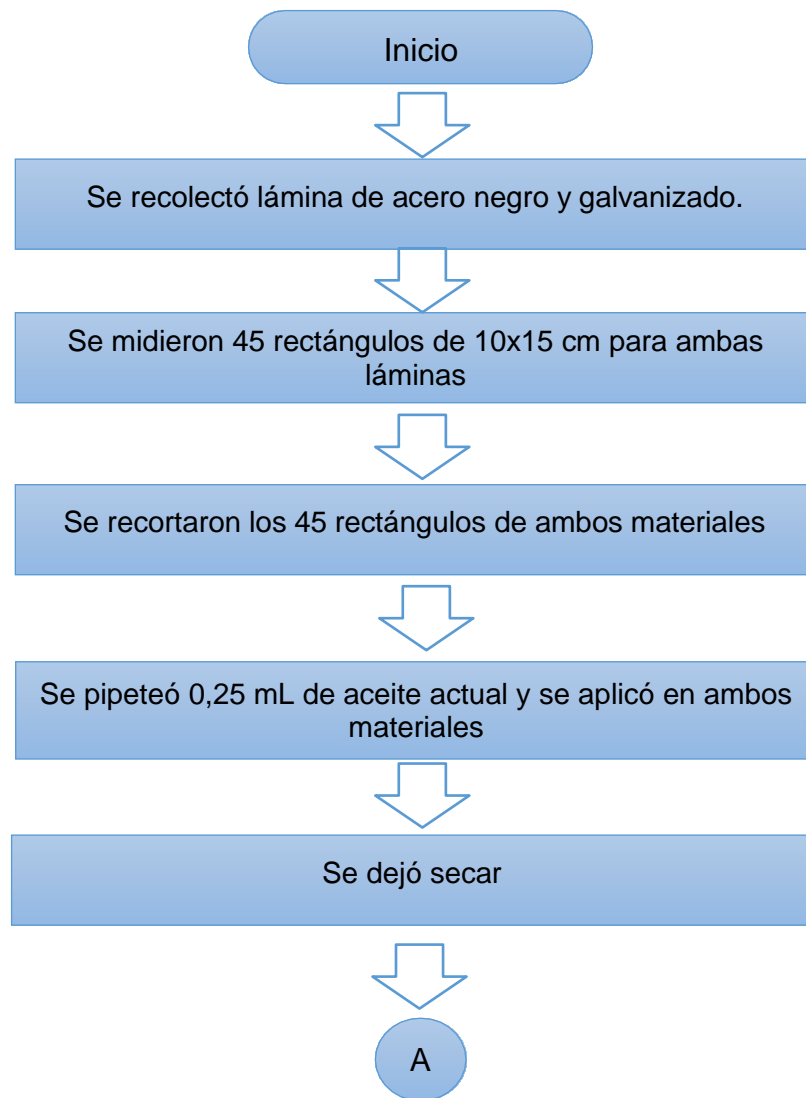 Inicio
Se recolectó lámina de acero negro y galvanizado.
Se midieron 45 rectángulos de 10x15 cm para ambas
láminas
Se recortaron los 45 rectángulos de ambos materiales
Se pipeteó 0,25 mL de aceite actual y se aplicó en ambos
materiales
Se dejó secar
A